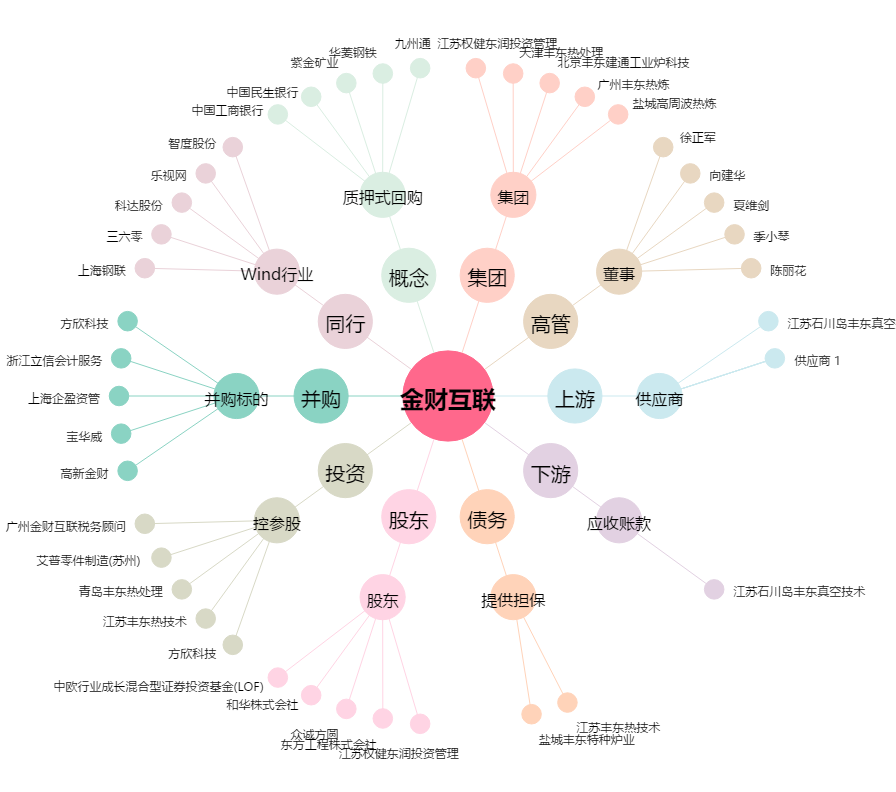 九州通
江苏权健东润投资管理
华菱钢铁
天津丰东热处理
紫金矿业
北京丰东建通工业炉科技
中国民生银行
广州丰东热炼
中国工商银行
盐城高周波热炼
智度股份
徐正军
乐视网
向建华
科达股份
夏维剑
三六零
季小琴
上海钢联
陈丽花
质押式回购
集团
Wind行业
董事
概念
集团
同行
高管
方欣科技
江苏石川岛丰东真空
浙江立信会计服务
供应商 1
上海企盈资管
并购标的
并购
金财互联
上游
供应商
宝华威
高新金财
投资
下游
股东
债务
广州金财互联税务顾问
控参股
应收账款
艾普零件制造(苏州)
青岛丰东热处理
江苏石川岛丰东真空技术
江苏丰东热技术
股东
提供担保
方欣科技
中欧行业成长混合型证券投资基金(LOF)
和华株式会社
众诚方圆
江苏丰东热技术
东方工程株式会社
盐城丰东特种炉业
江苏权健东润投资管理